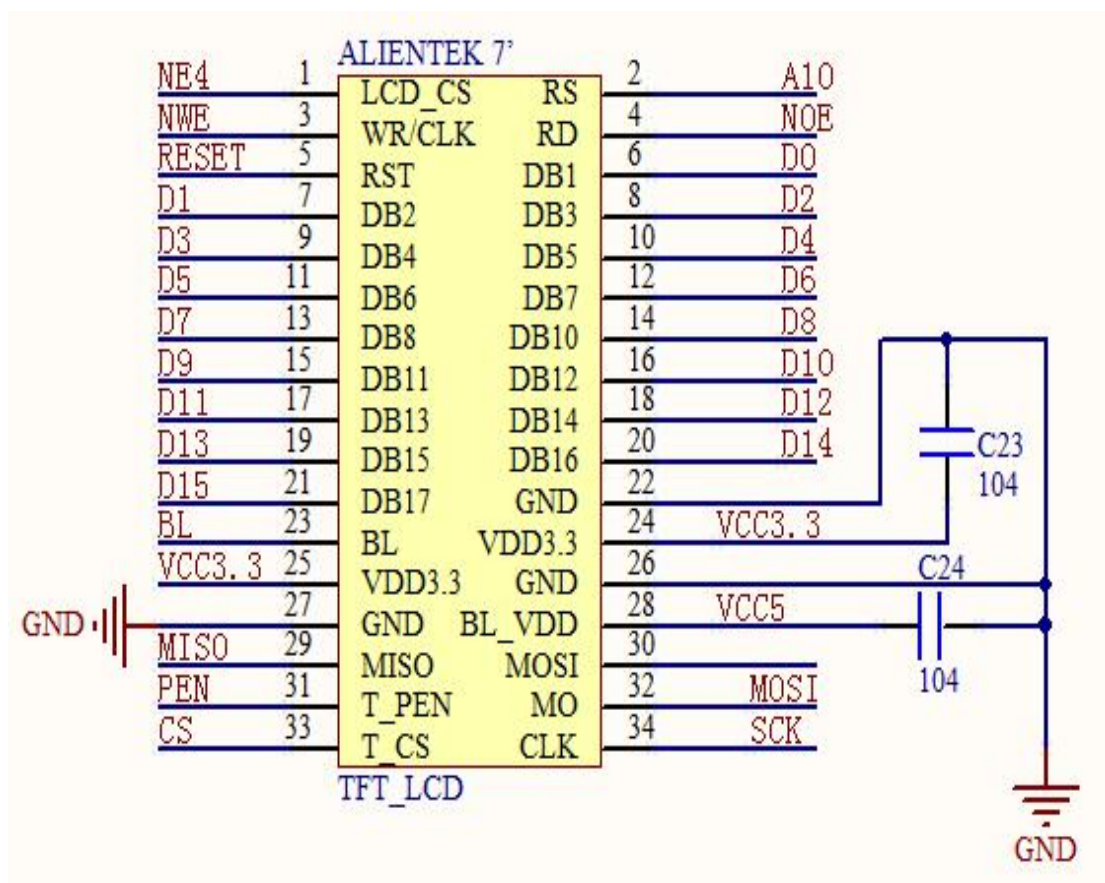 ALIENTEK 7'
NE4 1 LCD_CS RS 2 A10
NWE 3 WR/CLK RD 4 NOE
RESET 5 RST DB1 6 D0
D1 7 DB2 DB3 8 D2
D3 9 DB4 DB5 10 D4
D5 11 DB6 DB7 12 D6
D7 13 DB8 DB10 14 D8
D9 15 DB11 DB12 16 D10
D11 17 DB13 DB14 18 D12
D13 19 DB15 DB16 20 D14
C23
104
D15 21 DB17 GND 22
BL 23 BL VDD3.3 24 VCC3.3
VCC3.3 25 VDD3.3 GND 26
C24
GND 27 GND BL_VDD 28 VCC5
104
MISO 29 MISO MOSI 30
PEN 31 T_PEN MO 32 MOSI
CS 33 T_CS CLK 34 SCK
TFT_LCD
GND